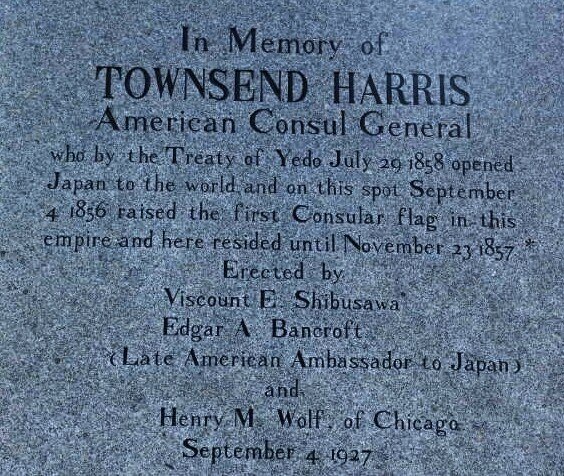 In Memory of
TOWNSEND HARRIS
American Consul General
who by the Treaty of Yedo July 29 1858 opened
Japan to the world and on this spot September
4 1856 raised the first Consular flag in this
empire and here resided until November 23 1857 *
Erected by
Viscount E. Shibusawa
Edgar A. Bancroft
(Late American Ambassador to Japan)
and
Henry M. Wolf, of Chicago
September 4 1927